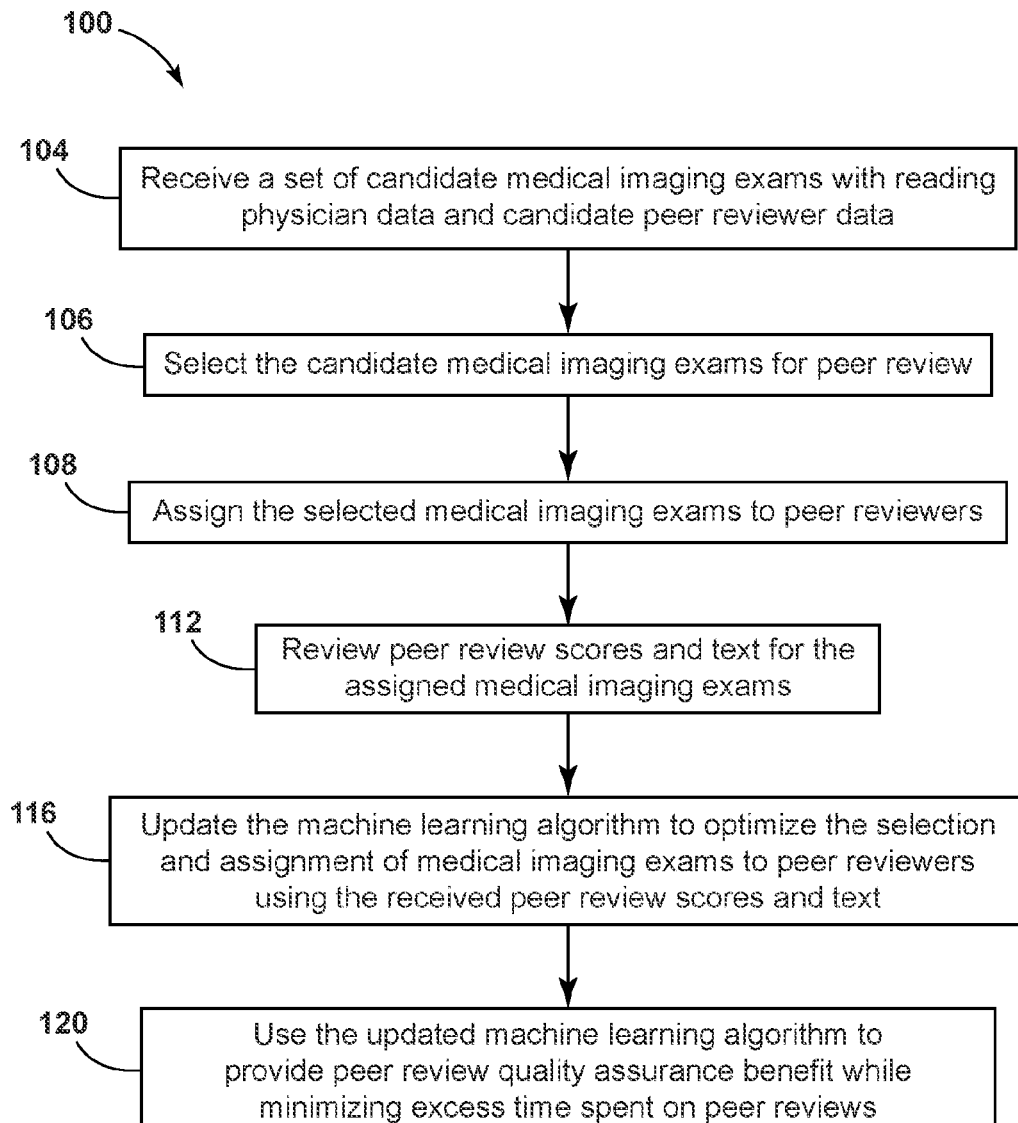 100
104
Receive a set of candidate medical imaging exams with reading
physician data and candidate peer reviewer data
106
Select the candidate medical imaging exams for peer review
108
Assign the selected medical imaging exams to peer reviewers
112
Review peer review scores and text for the
assigned medical imaging exams
116
Update the machine learning algorithm to optimize the selection
and assignment of medical imaging exams to peer reviewers
using the received peer review scores and text
120
Use the updated machine learning algorithm to
provide peer review quality assurance benefit while
minimizing excess time spent on peer reviews